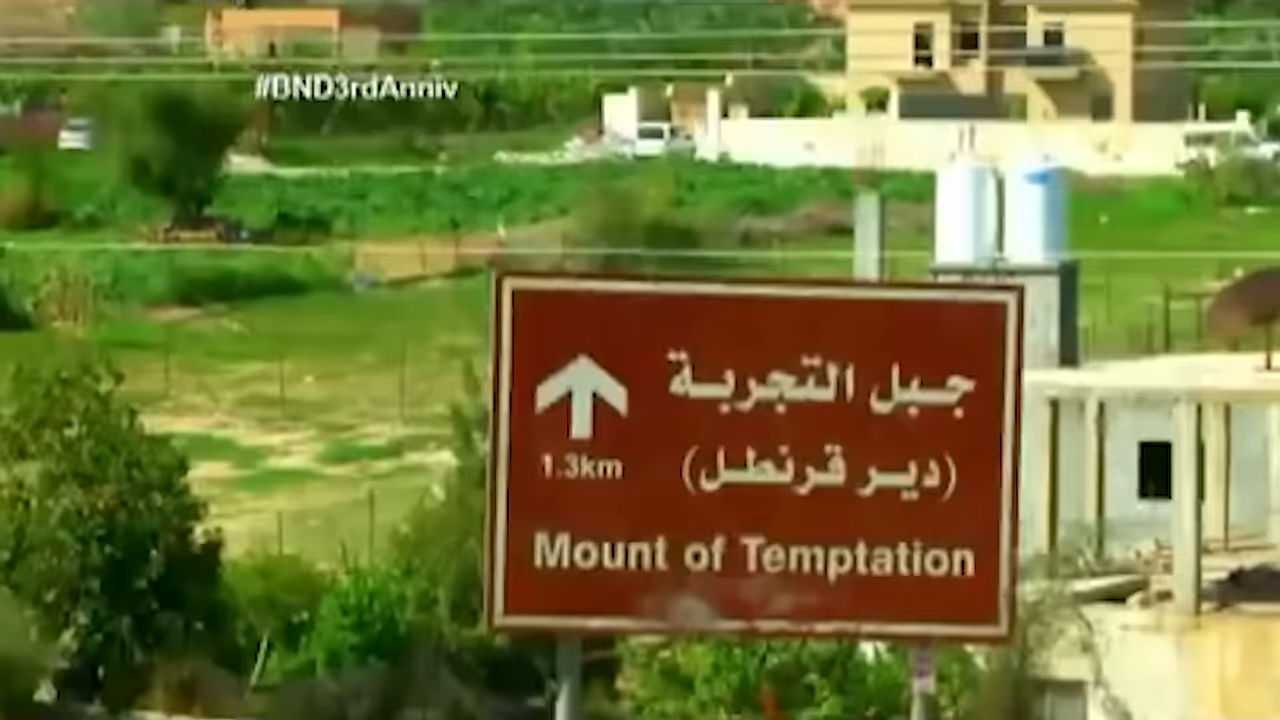 #BND3rdAnniv
جبل التجربة
(دير قرنطل)
1.3km
Mount of Temptation